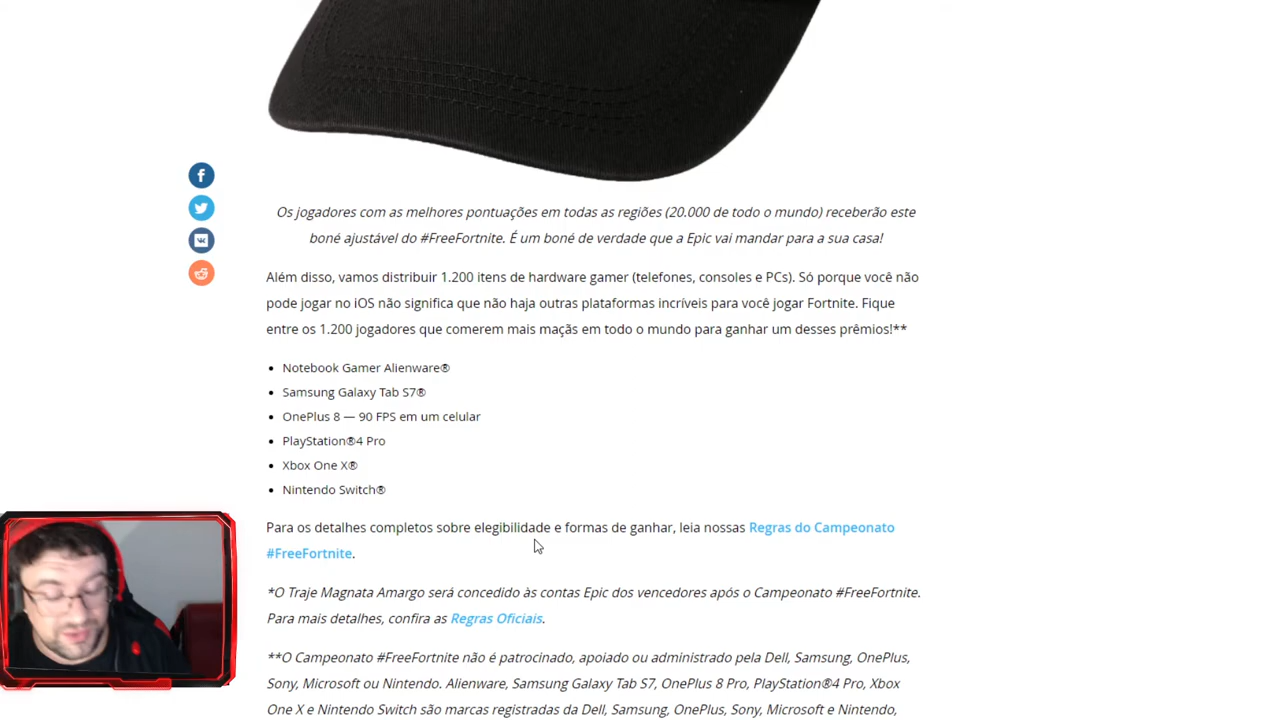 Os jogadores com as melhores pontuações em todas as regiões (20.000 de todo o mundo) receberão este
boné ajustável do #FreeFortnite. É um boné de verdade que a Epic vai mandar para a sua casa!
Além disso, vamos distribuir 1.200 itens de hardware gamer (telefones, consoles e PCs). Só porque você não
pode jogar no iOS não significa que não haja outras plataformas incríveis para você jogar Fortnite. Fique
entre os 1.200 jogadores que comerem mais maçãs em todo o mundo para ganhar um desses prêmios!**
• Notebook Gamer Alienware®
• Samsung Galaxy Tab S7®
• OnePlus 8 — 90 FPS em um celular
• PlayStation®4 Pro
• Xbox One X®
• Nintendo Switch®
Para os detalhes completos sobre elegibilidade e formas de ganhar, leia nossas Regras do Campeonato
#FreeFortnite.
*O Traje Magnata Amargo será concedido às contas Epic dos vencedores após o Campeonato #FreeFortnite.
Para mais detalhes, confira as Regras Oficiais.
**O Campeonato #FreeFortnite não é patrocinado, apoiado ou administrado pela Dell, Samsung, OnePlus,
Sony, Microsoft ou Nintendo. Alienware, Samsung Galaxy Tab S7, OnePlus 8 Pro, PlayStation®4 Pro, Xbox
One X e Nintendo Switch são marcas registradas da Dell, Samsung, OnePlus, Sony, Microsoft e Nintendo,